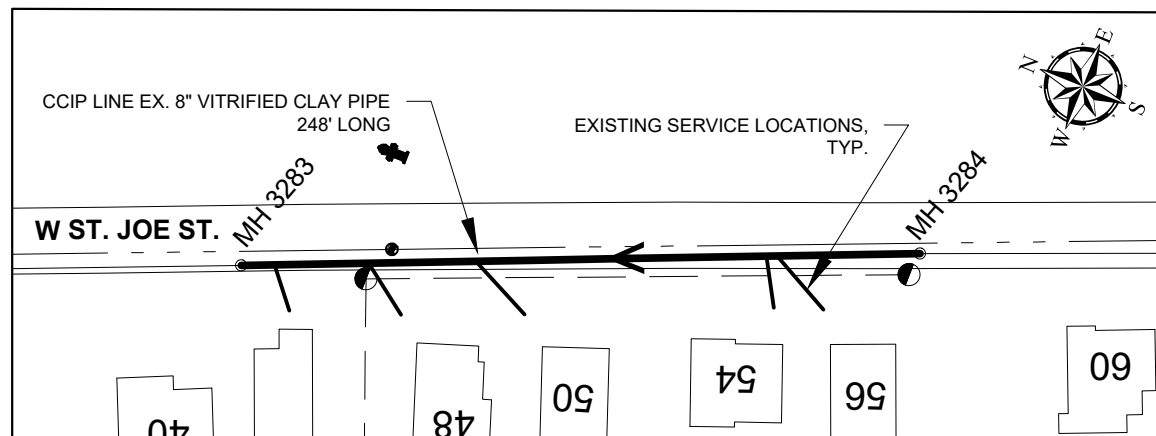 CCIP LINE EX. 8" VITRIFIED CLAY PIPE
248' LONG
EXISTING SERVICE LOCATIONS,
TYP.
N
E
S
W
W ST. JOE ST.
MH 3283
MH 3284
40
48
50
54
56
60